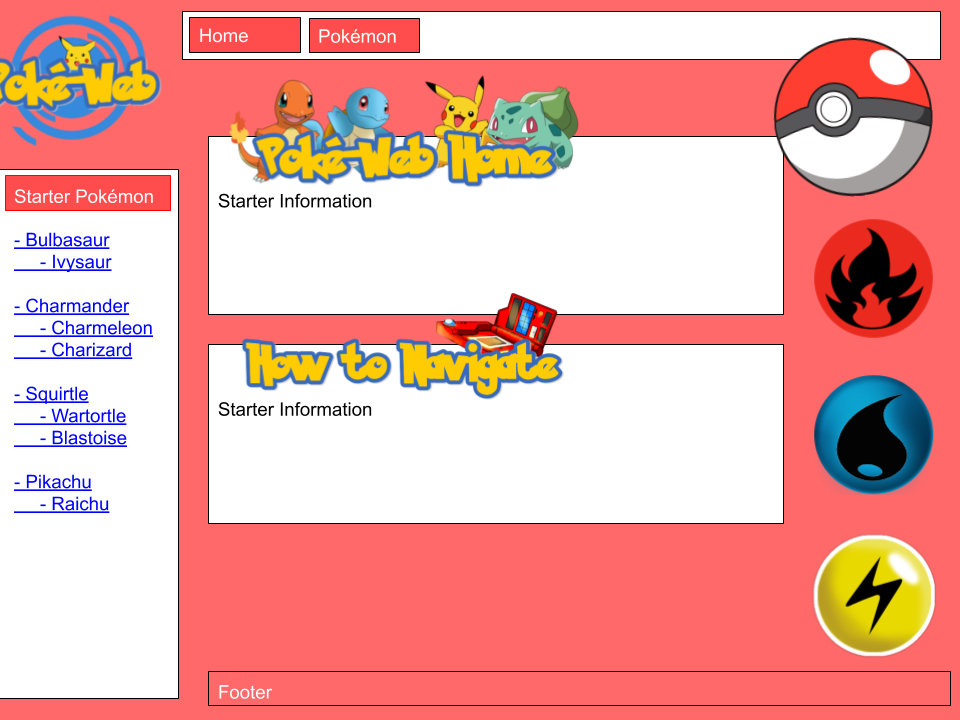 Poké-Web
Home
Pokémon
Poké-Web Home
Starter Information
Starter Pokémon
- Bulbasaur
- Ivysaur
- Charmander
- Charmeleon
- Charizard
- Squirtle
- Wartortle
- Blastoise
- Pikachu
- Raichu
How to Navigate
Starter Information
Footer